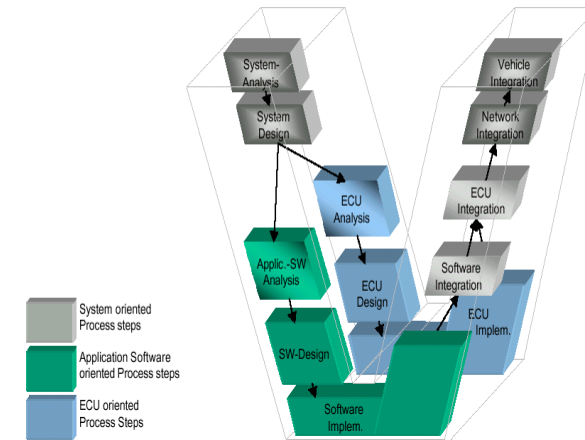 System-
Analysis
System
Design
ECU
Analysis
Applic.-SW
Analysis
ECU
Design
SW-Design
Software
Implem.
Vehicle
Integration
Network
Integration
ECU
Integration
Software
Integration
ECU
Implem.
System oriented
Process steps
Application Software
oriented Process steps
ECU oriented
Process Steps